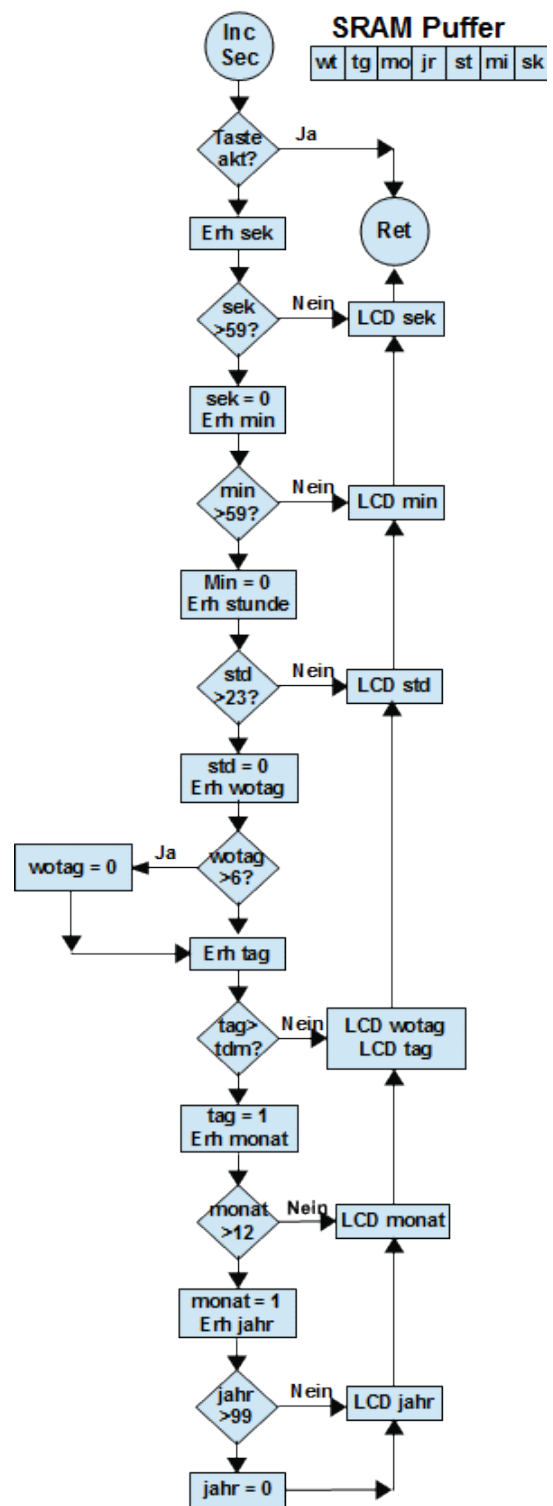 Inc
Sec
SRAM Puffer
wt tg mo jr st mi sk
Taste
akt?
Ja
Ret
Erh sek
sek
>59?
Nein
LCD sek
sek = 0
Erh min
min
>59?
Nein
LCD min
Min = 0
Erh stunde
std
>23?
Nein
LCD std
std = 0
Erh wotag
wotag
>6?
Ja
wotag = 0
Erh tag
tag>
tdm?
Nein
LCD wotag
LCD tag
tag = 1
Erh monat
monat
>12
Nein
LCD monat
monat = 1
Erh jahr
jahr
>99
Nein
LCD jahr
jahr = 0